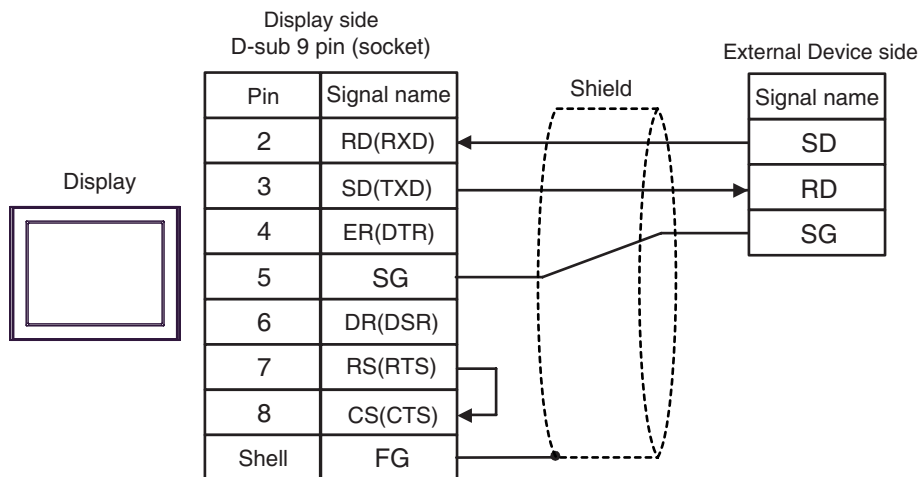 Display side
D-sub 9 pin (socket)
External Device side
Pin Signal name
Shield
Signal name
2 RD(RXD)
SD
3 SD(TXD)
RD
Display
4 ER(DTR)
SG
5 SG
6 DR(DSR)
7 RS(RTS)
8 CS(CTS)
Shell FG